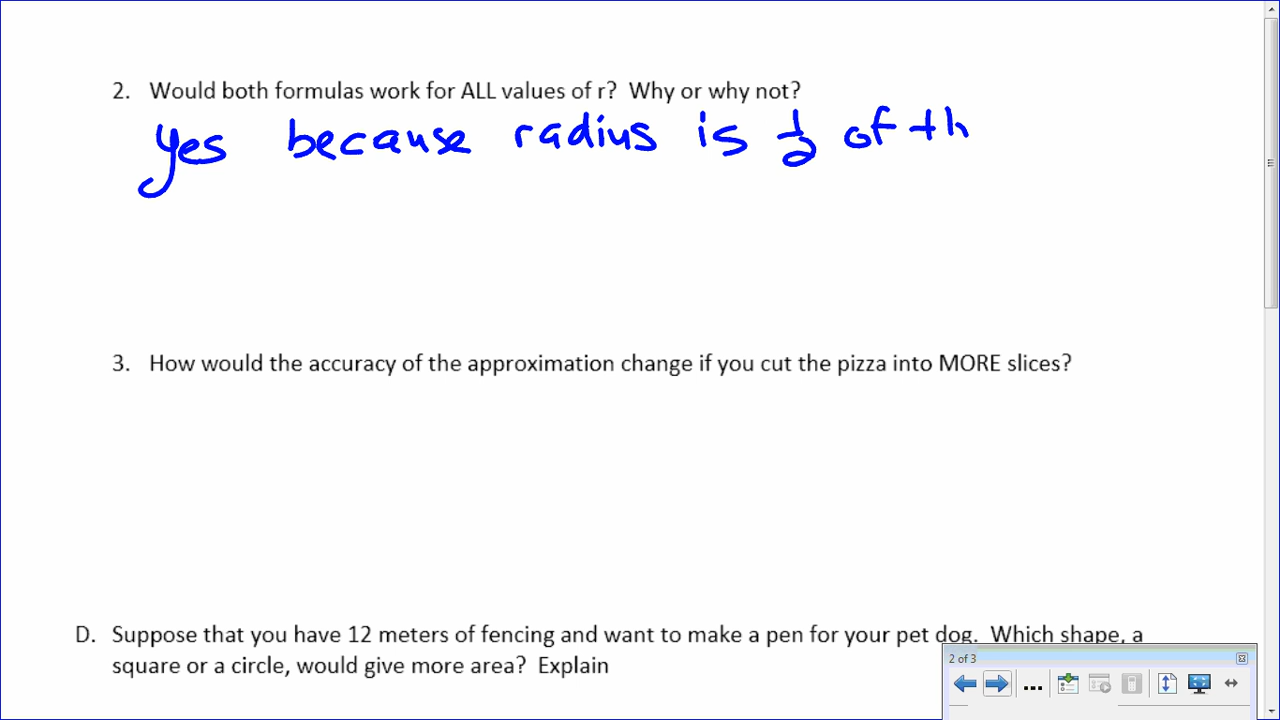 2. Would both formulas work for ALL values of r? Why or why not?
yes because radius is 1/2 of th
3. How would the accuracy of the approximation change if you cut the pizza into MORE slices?
D. Suppose that you have 12 meters of fencing and want to make a pen for your pet dog. Which shape, a
square or a circle, would give more area? Explain
2 of 3